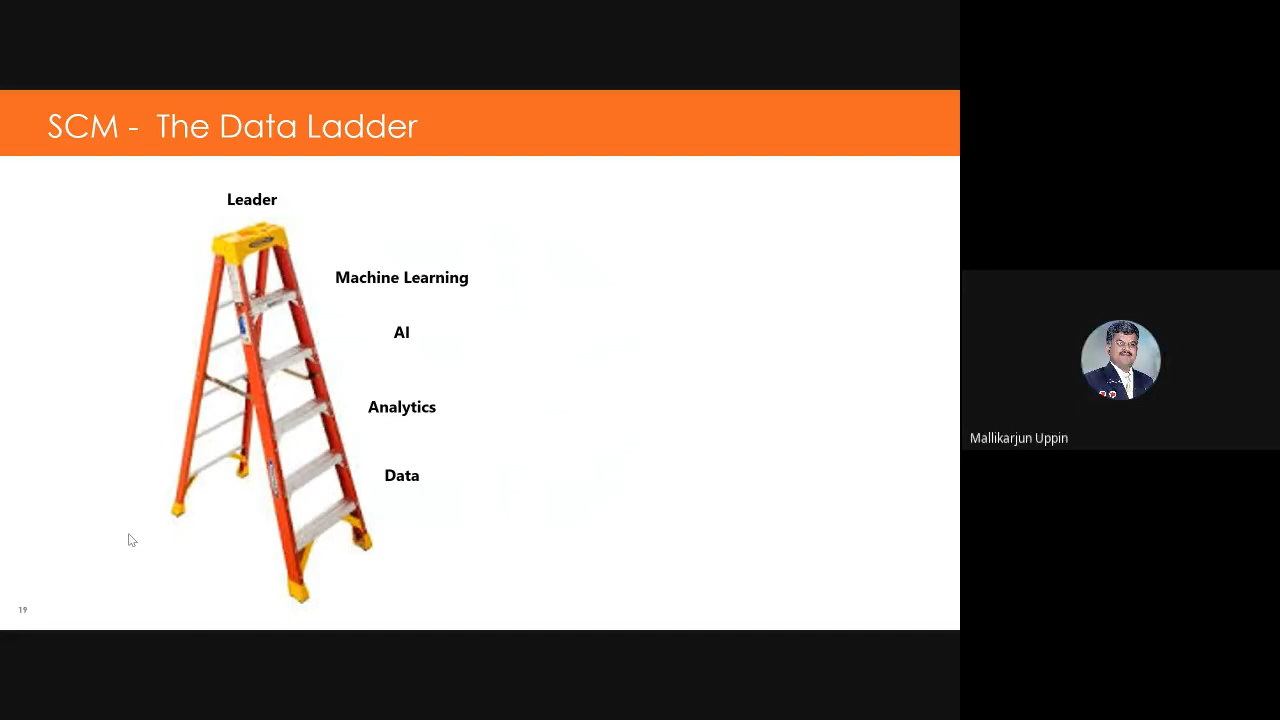 SCM - The Data Ladder
Leader
Machine Learning
AI
Analytics
Data
19
Mallikarjun Uppin